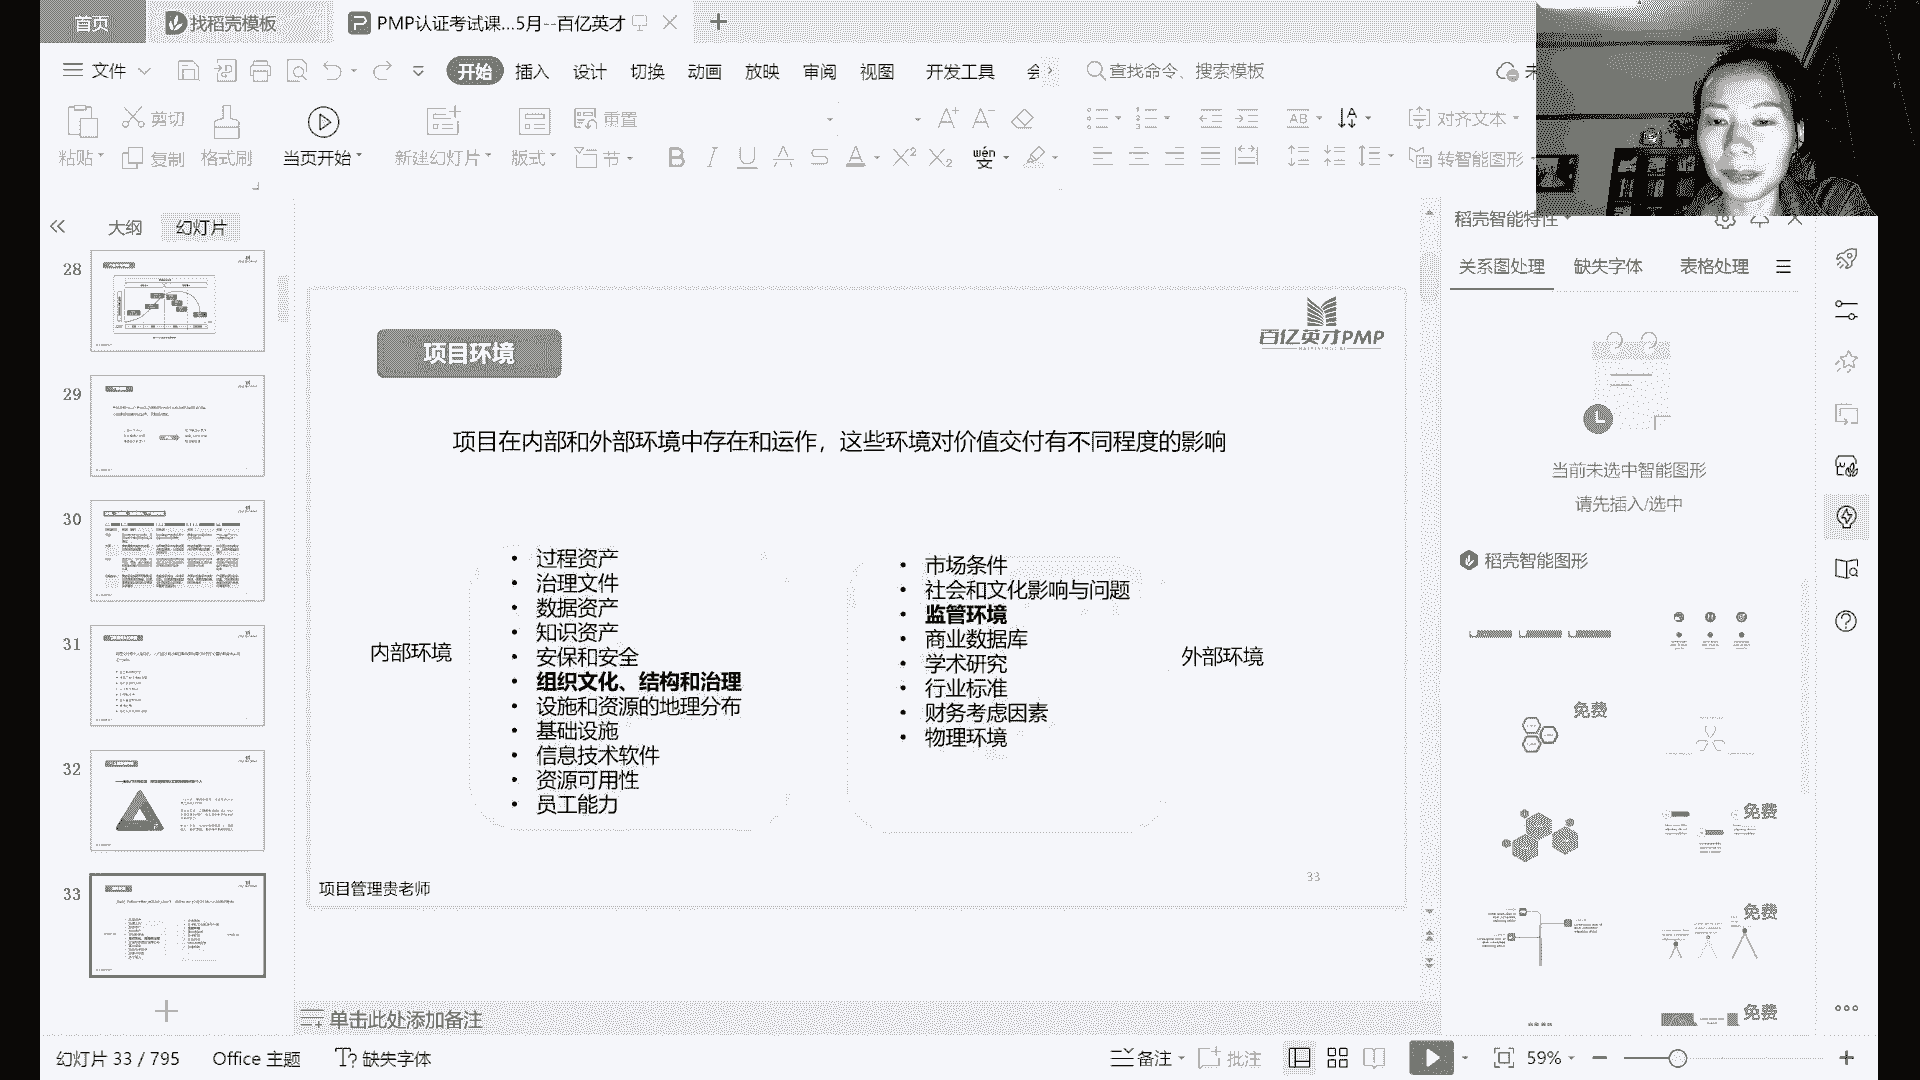 首页
找稻壳模板
PMP认证考试课...5月--百亿英才
文件
开始 插入 设计 切换 动画 放映 审阅 视图 开发工具
查找命令、搜索模板
剪切
重置
对齐文本
粘贴 复制 格式刷 当页开始 新建幻灯片 版式 节
转智能图形
大纲 幻灯片
28
29
30
31
32
33
项目环境
百亿英才PMP
项目在内部和外部环境中存在和运作，这些环境对价值交付有不同程度的影响
内部环境
• 过程资产
• 治理文件
• 数据资产
• 知识资产
• 安保和安全
• 组织文化、结构和治理
• 设施和资源的地理分布
• 基础设施
• 信息技术软件
• 资源可用性
• 员工能力
• 市场条件
• 社会和文化影响与问题
• 监管环境
• 商业数据库
• 学术研究
• 行业标准
• 财务考虑因素
• 物理环境
外部环境
项目管理贵老师
33
稻壳智能特性
关系图处理 缺失字体 表格处理
当前未选中智能图形
请先插入/选中
稻壳智能图形
免费
免费
免费
免费
单击此处添加备注
幻灯片 33 / 795 Office 主题 缺失字体
备注 批注 59%